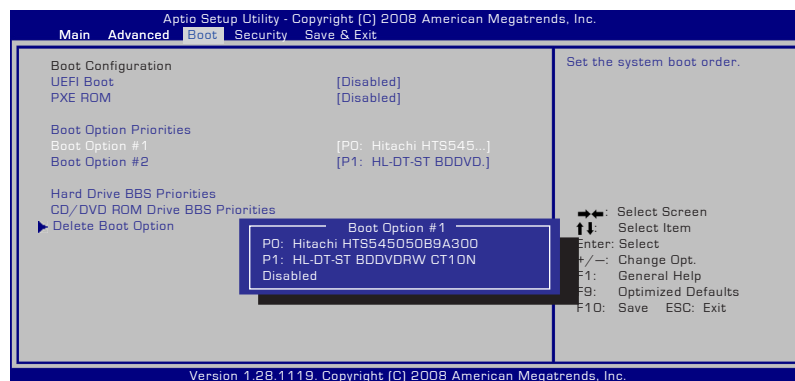 Aptio Setup Utility - Copyright (C) 2008 American Megatrends, Inc.
Main Advanced Boot Security Save & Exit
Boot Configuration
UEFI Boot [Disabled]
PXE ROM [Disabled]
Boot Option Priorities
Boot Option #1 [P0: Hitachi HTS545...]
Boot Option #2 [P1: HL-DT-ST BDDVD.]
Hard Drive BBS Priorities
CD/DVD ROM Drive BBS Priorities
Delete Boot Option
Boot Option #1
P0: Hitachi HTS545050B9A300
P1: HL-DT-ST BDDVDRW CT10N
Disabled
Set the system boot order.
→←: Select Screen
↑↓: Select Item
Enter: Select
+/—: Change Opt.
F1: General Help
F9: Optimized Defaults
F10: Save ESC: Exit
Version 1.28.1119. Copyright (C) 2008 American Megatrends, Inc.